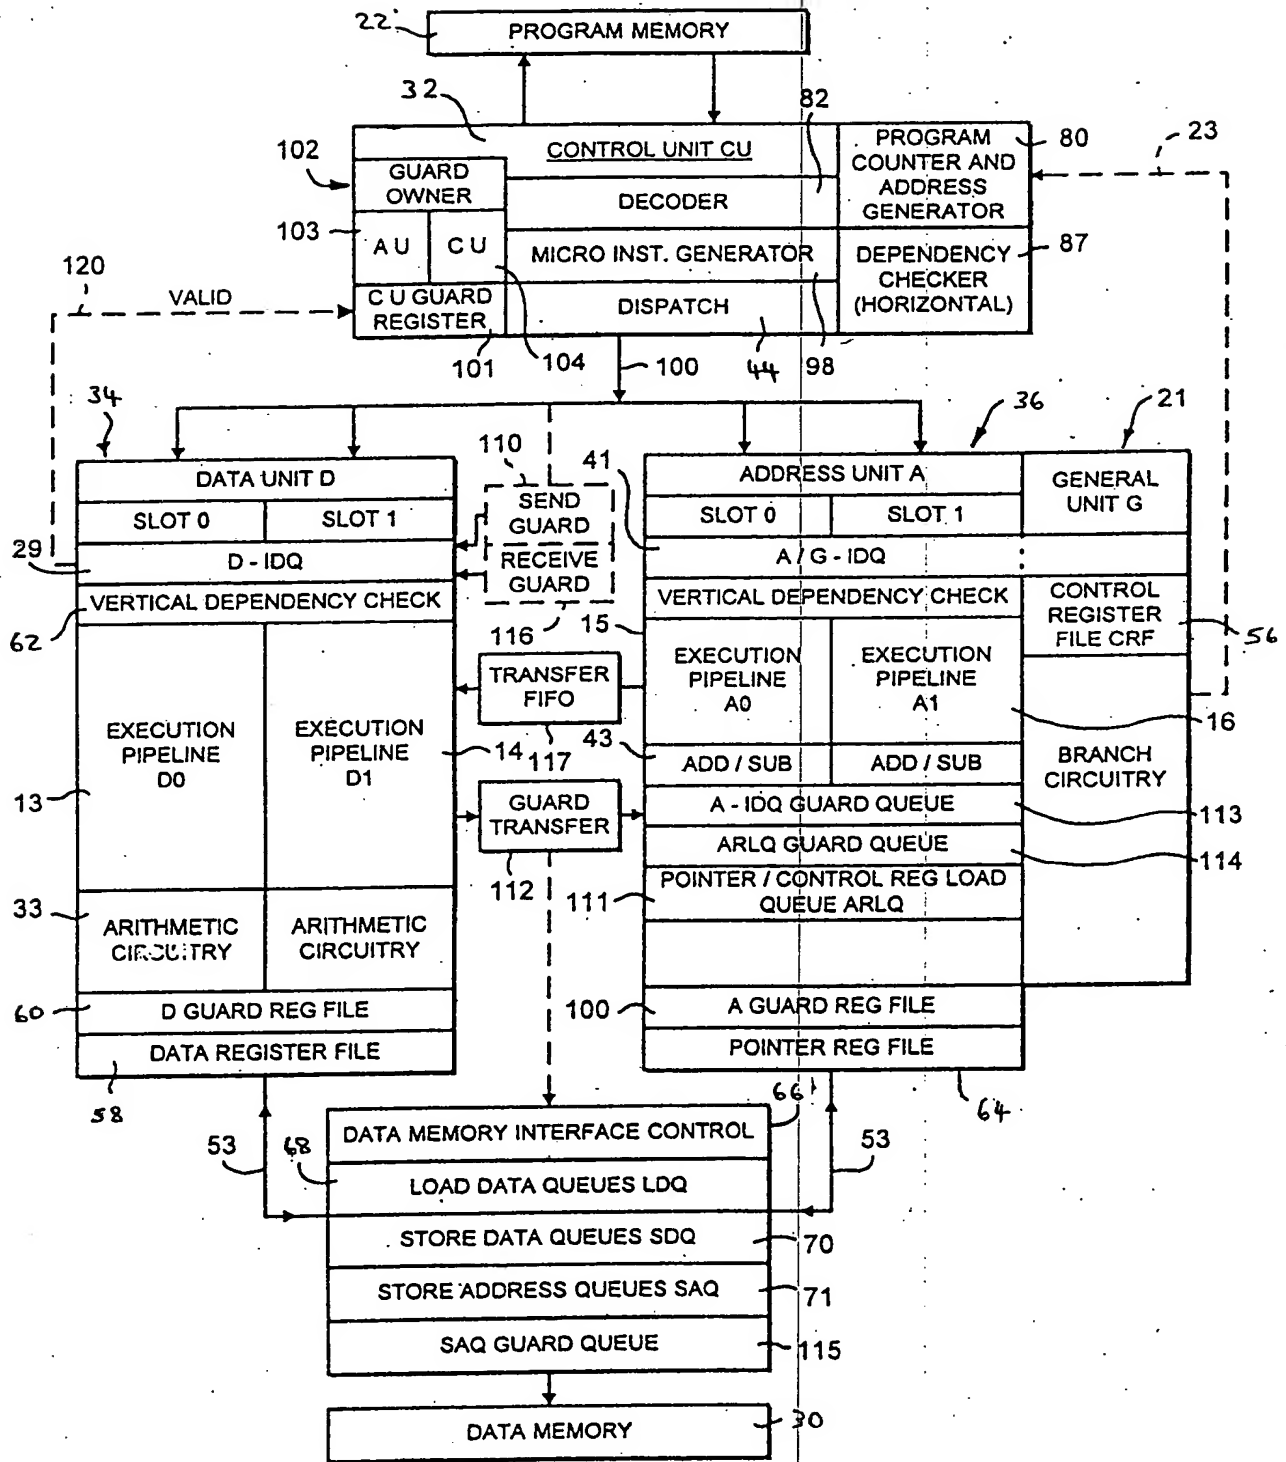 22
PROGRAM MEMORY
32
82
CONTROL UNIT CU
PROGRAM
COUNTER AND
ADDRESS
GENERATOR
80
23
102
GUARD
OWNER
DECODER
103
A U
C U
MICRO INST. GENERATOR
DEPENDENCY
CHECKER
(HORIZONTAL)
87
120
VALID
C U GUARD
REGISTER
DISPATCH
101
104
100
44
98
34
36
21
110
41
DATA UNIT D
SLOT 0
SLOT 1
SEND
GUARD
RECEIVE
GUARD
ADDRESS UNIT A
SLOT 0
SLOT 1
GENERAL
UNIT G
29
D - IDQ
A / G - IDQ
VERTICAL DEPENDENCY CHECK
VERTICAL DEPENDENCY CHECK
CONTROL
REGISTER
FILE CRF
62
116
15
56
TRANSFER
FIFO
EXECUTION
PIPELINE
A0
EXECUTION
PIPELINE
A1
EXECUTION
PIPELINE
D0
EXECUTION
PIPELINE
D1
14
117
43
16
ADD / SUB
ADD / SUB
BRANCH
CIRCUITRY
13
GUARD
TRANSFER
A - IDQ GUARD QUEUE
113
ARLQ GUARD QUEUE
114
112
POINTER / CONTROL REG LOAD
QUEUE ARLQ
111
33
ARITHMETIC
CIRCUITRY
ARITHMETIC
CIRCUITRY
60
D GUARD REG FILE
100
A GUARD REG FILE
DATA REGISTER FILE
POINTER REG FILE
58
66
64
53
DATA MEMORY INTERFACE CONTROL
53
68
LOAD DATA QUEUES LDQ
STORE DATA QUEUES SDQ
70
STORE ADDRESS QUEUES SAQ
71
SAQ GUARD QUEUE
115
DATA MEMORY
30